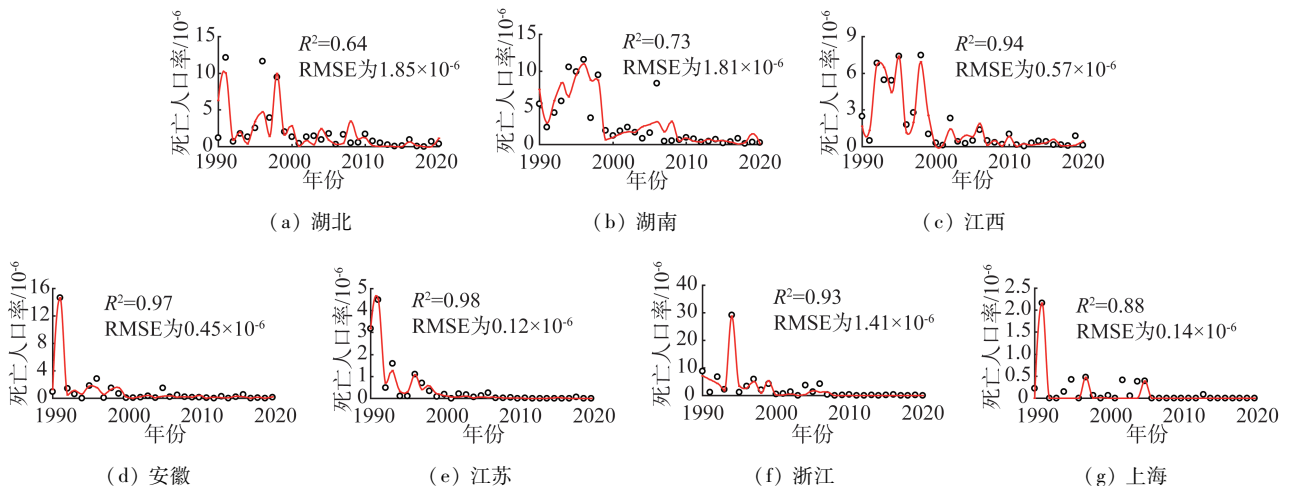 死亡人口率/10⁻⁶
15
10
5
0
R²=0.64
RMSE为1.85×10⁻⁶
1990
2000
2010
2020
年份
(a) 湖北
死亡人口率/10⁻⁶
15
10
5
0
R²=0.73
RMSE为1.81×10⁻⁶
1990
2000
2010
2020
年份
(b) 湖南
死亡人口率/10⁻⁶
9
6
3
0
R²=0.94
RMSE为0.57×10⁻⁶
1990
2000
2010
2020
年份
(c) 江西
死亡人口率/10⁻⁶
16
12
8
4
0
R²=0.97
RMSE为0.45×10⁻⁶
1990
2000
2010
2020
年份
(d) 安徽
死亡人口率/10⁻⁶
5
4
3
2
1
0
R²=0.98
RMSE为0.12×10⁻⁶
1990
2000
2010
2020
年份
(e) 江苏
死亡人口率/10⁻⁶
40
30
20
10
0
R²=0.93
RMSE为1.41×10⁻⁶
1990
2000
2010
2020
年份
(f) 浙江
死亡人口率/10⁻⁶
2.5
2.0
1.5
1.0
0.5
0
R²=0.88
RMSE为0.14×10⁻⁶
1990
2000
2010
2020
年份
(g) 上海